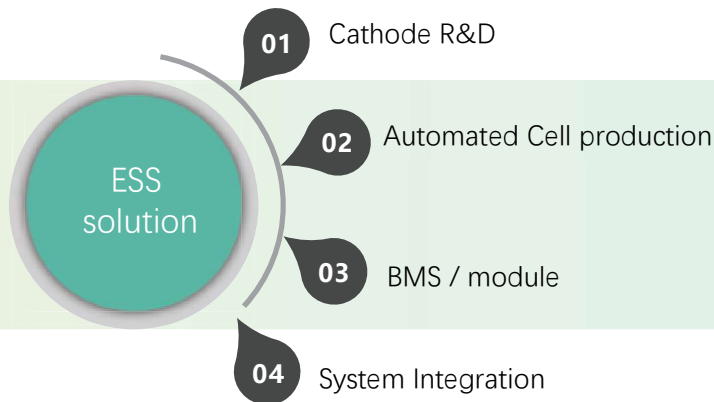 ESS
solution
01
Cathode R&D
02
Automated Cell production
03
BMS / module
04
System Integration